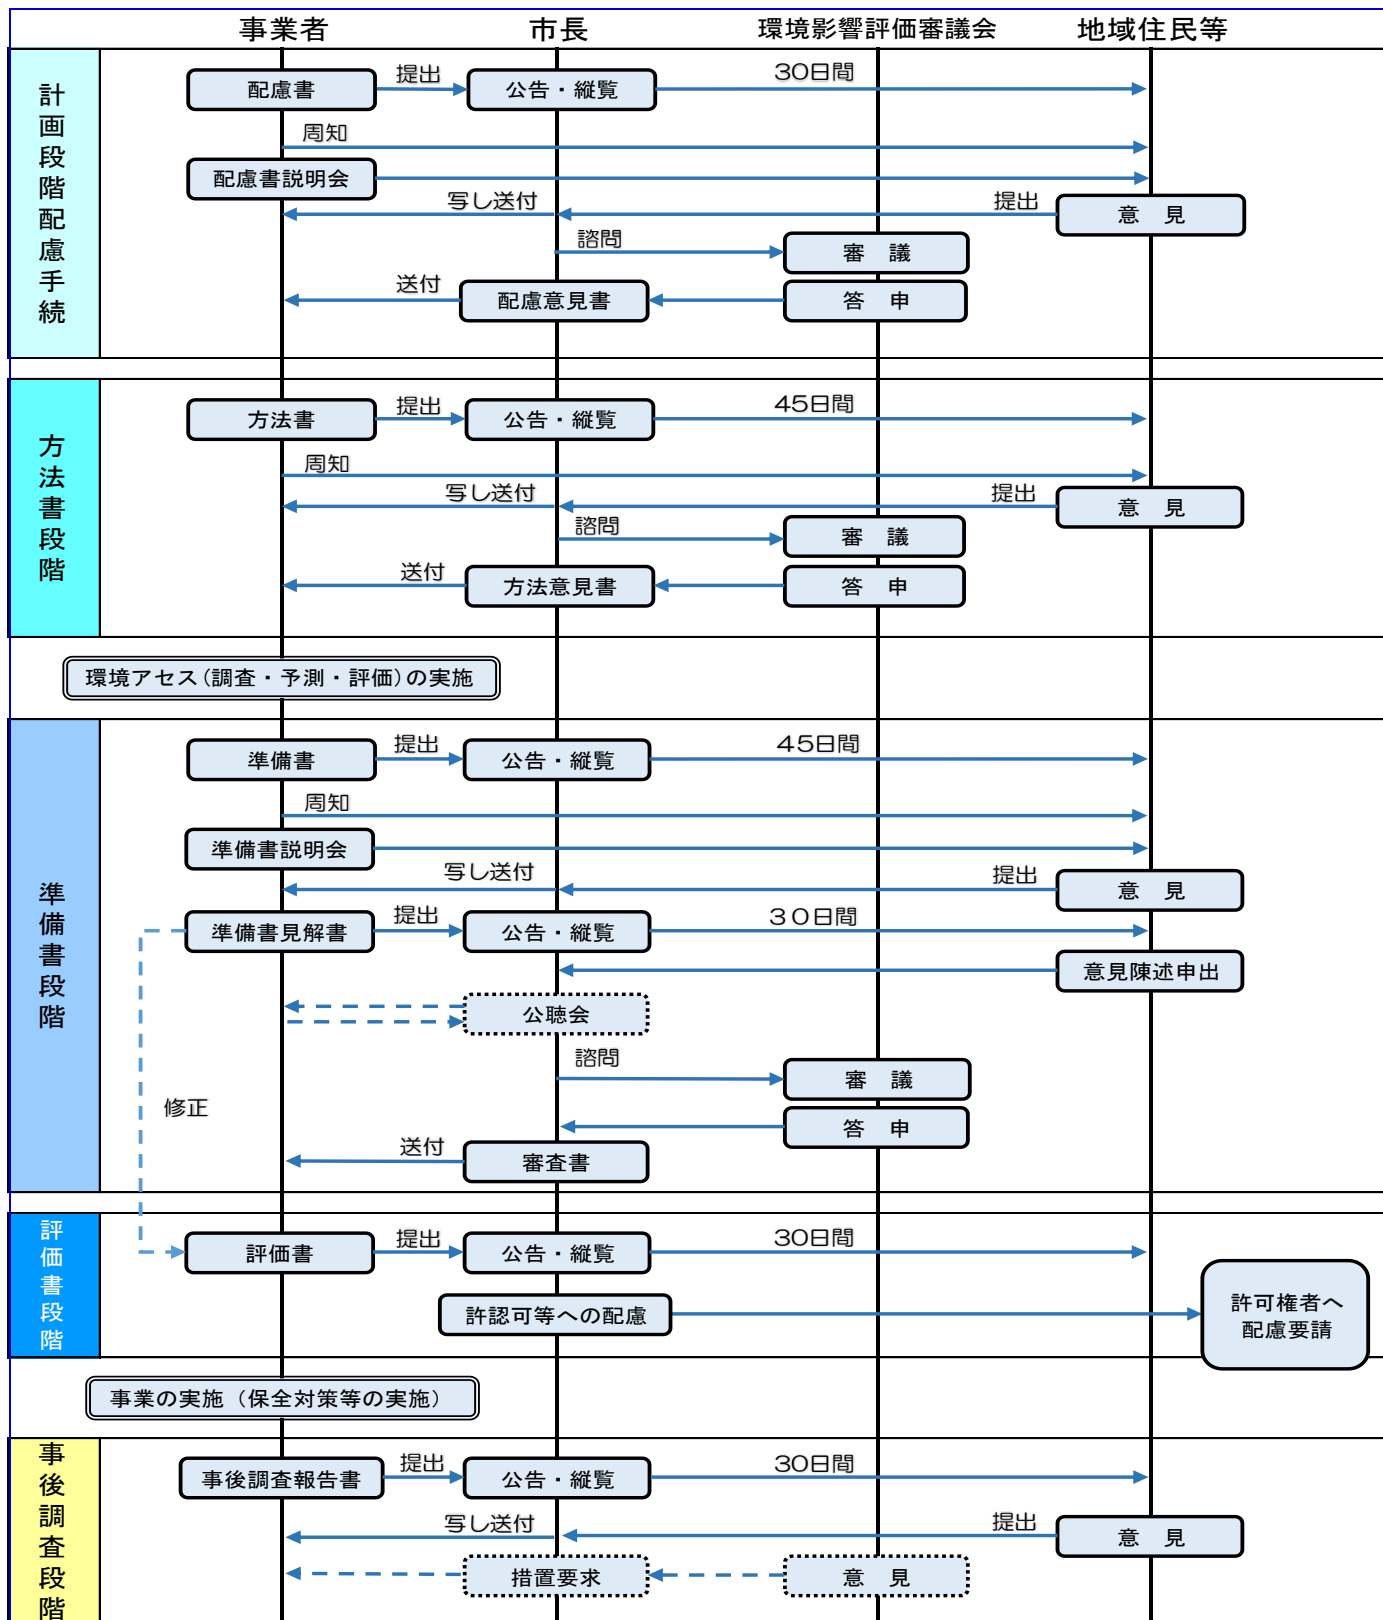 事業者
市長
環境影響評価審議会
地域住民等
計画段階配慮手続
配慮書
提出
公告・縦覧
30日間
周知
配慮書説明会
写し送付
提出
意　見
諮問
審　議
送付
配慮意見書
答　申
方法書段階
方法書
提出
公告・縦覧
45日間
周知
写し送付
提出
意　見
諮問
審　議
送付
方法意見書
答　申
環境アセス(調査・予測・評価)の実施
準備書段階
準備書
提出
公告・縦覧
45日間
周知
準備書説明会
写し送付
提出
意　見
準備書見解書
提出
公告・縦覧
３０日間
意見陳述申出
公聴会
諮問
審　議
修正
答　申
送付
審査書
評価書段階
評価書
提出
公告・縦覧
30日間
許認可等への配慮
許可権者へ
配慮要請
事業の実施（保全対策等の実施）
事後調査段階
事後調査報告書
提出
公告・縦覧
30日間
写し送付
提出
意　見
措置要求
意　見